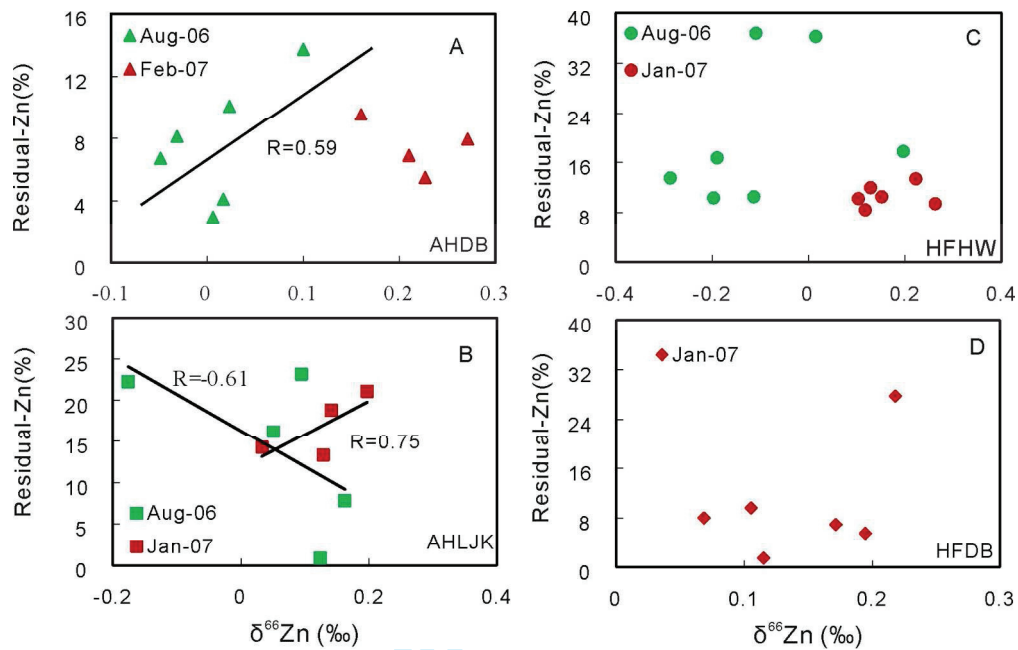 Residual-Zn(%)
16
12
8
4
0
Aug-06
Feb-07
A
R=0.59
AHDB
-0.1
0
0.1
0.2
0.3
Residual-Zn(%)
40
32
24
16
8
0
Aug-06
Jan-07
C
HFHW
-0.4
-0.2
0
0.2
0.4
Residual-Zn(%)
30
25
20
15
10
5
0
B
R=-0.61
R=0.75
Aug-06
Jan-07
AHLJK
-0.2
0
0.2
0.4
δ⁶⁶Zn (‰)
Residual-Zn(%)
40
32
24
16
8
0
Jan-07
D
HFDB
0
0.1
0.2
0.3
δ⁶⁶Zn (‰)